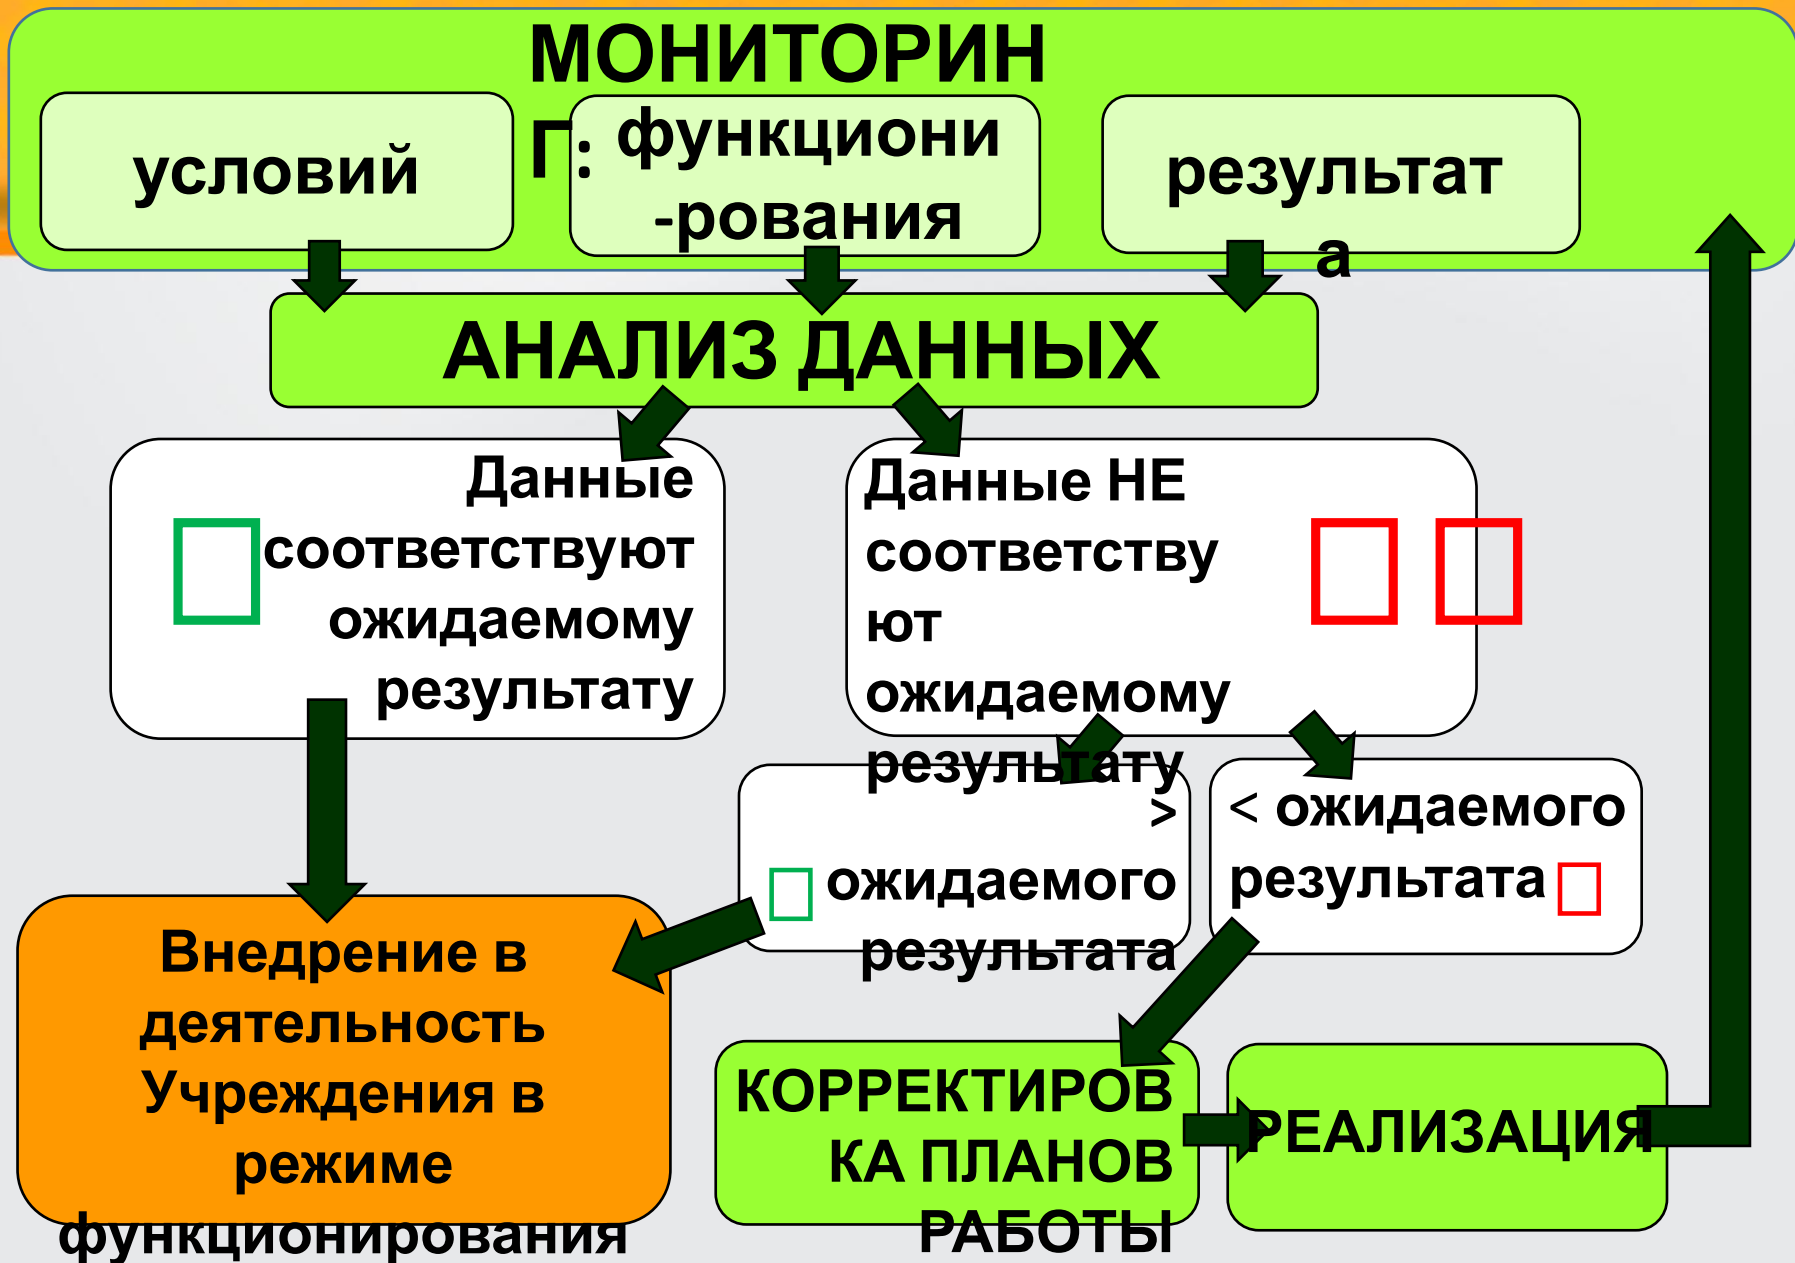 МОНИТОРИН
Г:
условий
функциони
-рования
результат
а
АНАЛИЗ ДАННЫХ
Данные
соответствуют
ожидаемому
результату
Данные НЕ
соответству
ют
ожидаемому
результату
>
ожидаемого
результата
< ожидаемого
результата
Внедрение в
деятельность
Учреждения в
режиме
функционирования
КОРРЕКТИРОВ
КА ПЛАНОВ
РАБОТЫ
РЕАЛИЗАЦИЯ